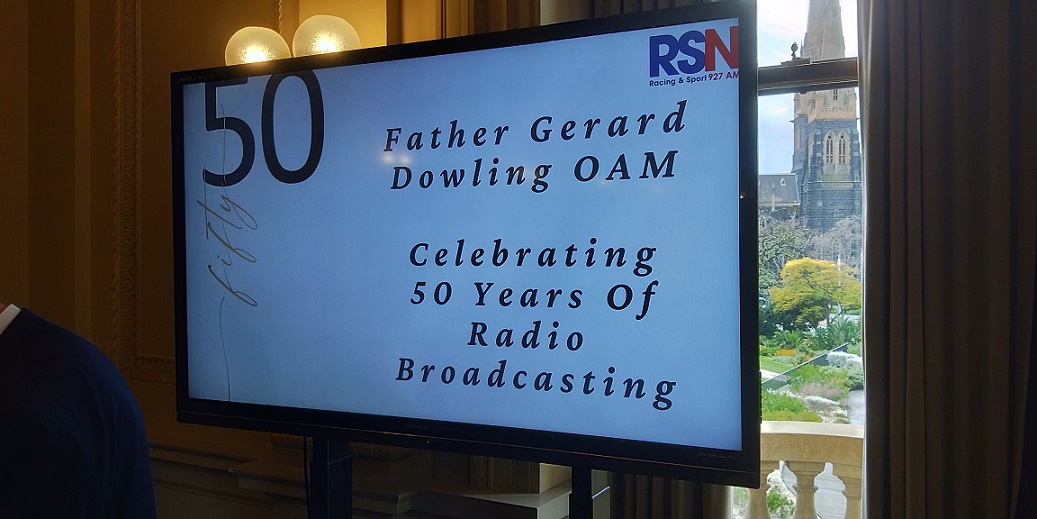 RSN
Racing & Sport 927 AM
50
fifty
Father Gerard
Dowling OAM
Celebrating
50 Years Of
Radio
Broadcasting